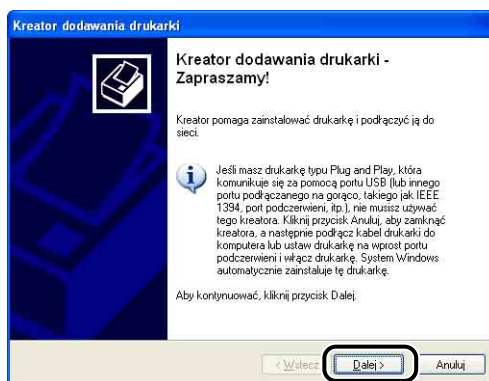 Kreator dodawania drukarki
Kreator dodawania drukarki -
Zapraszamy!
Kreator pomaga zainstalować drukarkę i podłączyć ją do
sieci.
Jeśli masz drukarkę typu Plug and Play, która
komunikuje się za pomocą portu USB (lub innego
portu podłączanego na gorąco, takiego jak IEEE
1394, port podczerwieni, itp.), nie musisz używać
tego kreatora. Kliknij przycisk Anuluj, aby zamknąć
kreatora, a następnie podłącz kabel drukarki do
komputera lub ustaw drukarkę na wprost portu
podczerwieni i włącz drukarkę. System Windows
automatycznie zainstaluje tę drukarkę.
Aby kontynuować, kliknij przycisk Dalej.
< Wstecz Dalej > Anuluj